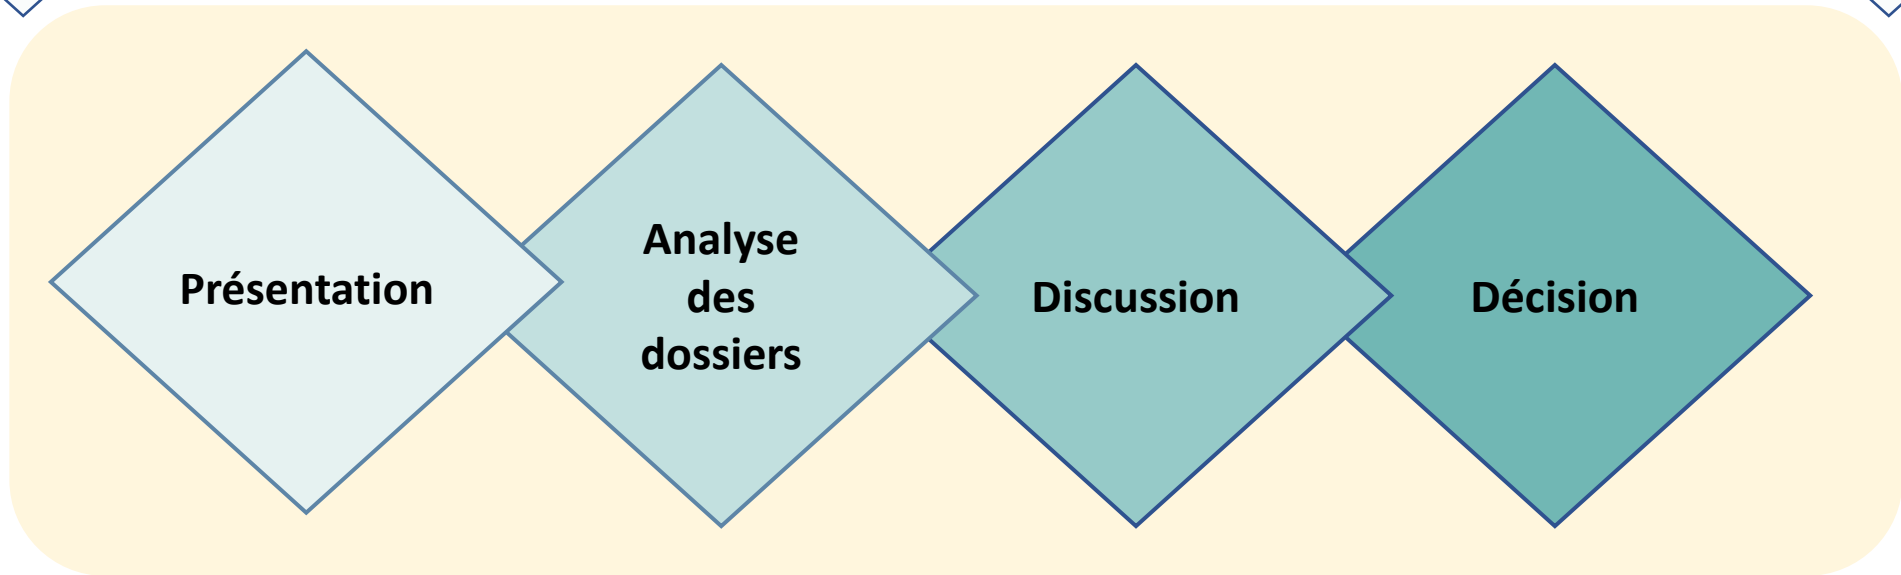 Présentation
Analyse
des
dossiers
Discussion
Décision